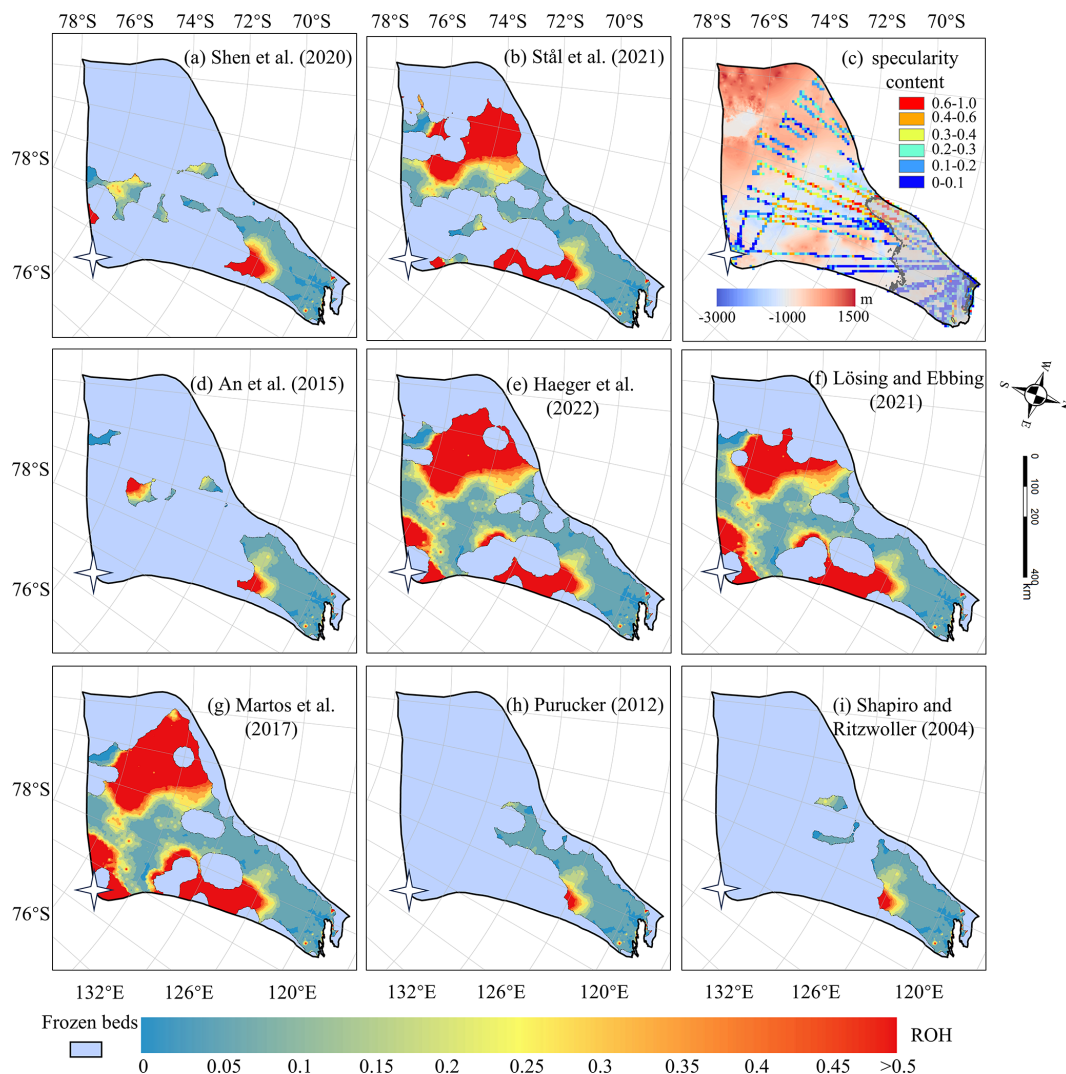 78°S 76°S 74°S 72°S 70°S 78°S 76°S 74°S 72°S 70°S 78°S 76°S 74°S 72°S 70°S
(a) Shen et al. (2020)
(b) Stål et al. (2021)
(c) specularity
content
0.6-1.0
0.4-0.6
0.3-0.4
0.2-0.3
0.1-0.2
0-0.1
m
-3000 -1000 1500
78°S
76°S
(d) An et al. (2015)
(e) Haeger et al.
(2022)
(f) Lösing and Ebbing
(2021)
W
S
N
E
0
100
200
400
km
78°S
76°S
(g) Martos et al.
(2017)
(h) Purucker (2012)
(i) Shapiro and
Ritzwoller (2004)
78°S
76°S
132°E 126°E 120°E 132°E 126°E 120°E 132°E 126°E 120°E
Frozen beds
ROH
0 0.05 0.1 0.15 0.2 0.25 0.3 0.35 0.4 0.45 >0.5